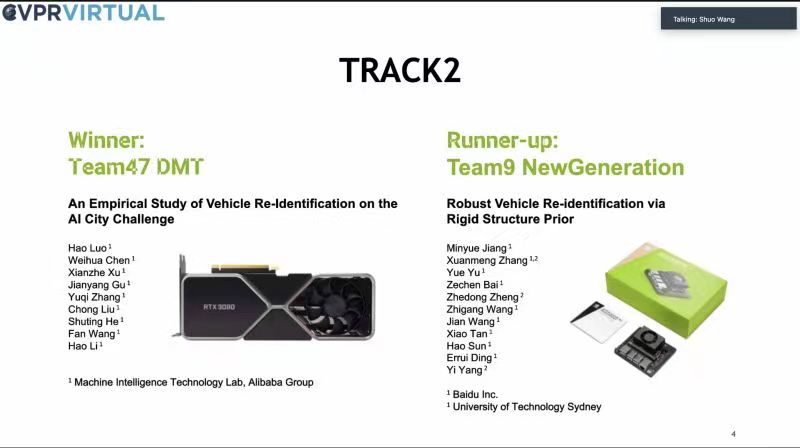 CVPRVIRTUAL
Talking: Shuo Wang
TRACK2
Winner:
Team47 DMT
An Empirical Study of Vehicle Re-Identification on the
AI City Challenge
Hao Luo 1
Weihua Chen 1
Xianzhe Xu 1
Jianyang Gu 1
Yuqi Zhang 1
Chong Liu 1
Shuting He 1
Fan Wang 1
Hao Li 1
RTX 3090
1 Machine Intelligence Technology Lab, Alibaba Group
Runner-up:
Team9 NewGeneration
Robust Vehicle Re-identification via
Rigid Structure Prior
Minyue Jiang 1
Xuanmeng Zhang 1,2
Yue Yu 1
Zechen Bai 1
Zhedong Zheng 2
Zhigang Wang 1
Jian Wang 1
Xiao Tan 1
Hao Sun 1
Errui Ding 1
Yi Yang 2
1 Baidu Inc.
1 University of Technology Sydney
4